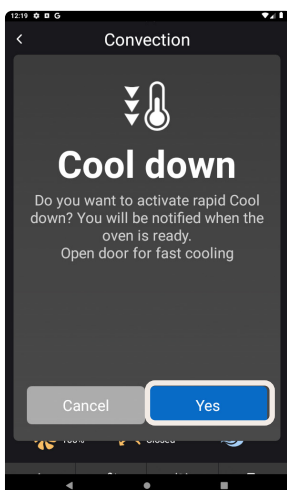 12:19 G
Convection
Cool down
Do you want to activate rapid Cool
down? You will be notified when the
oven is ready.
Open door for fast cooling
Cancel Yes
100% Closed